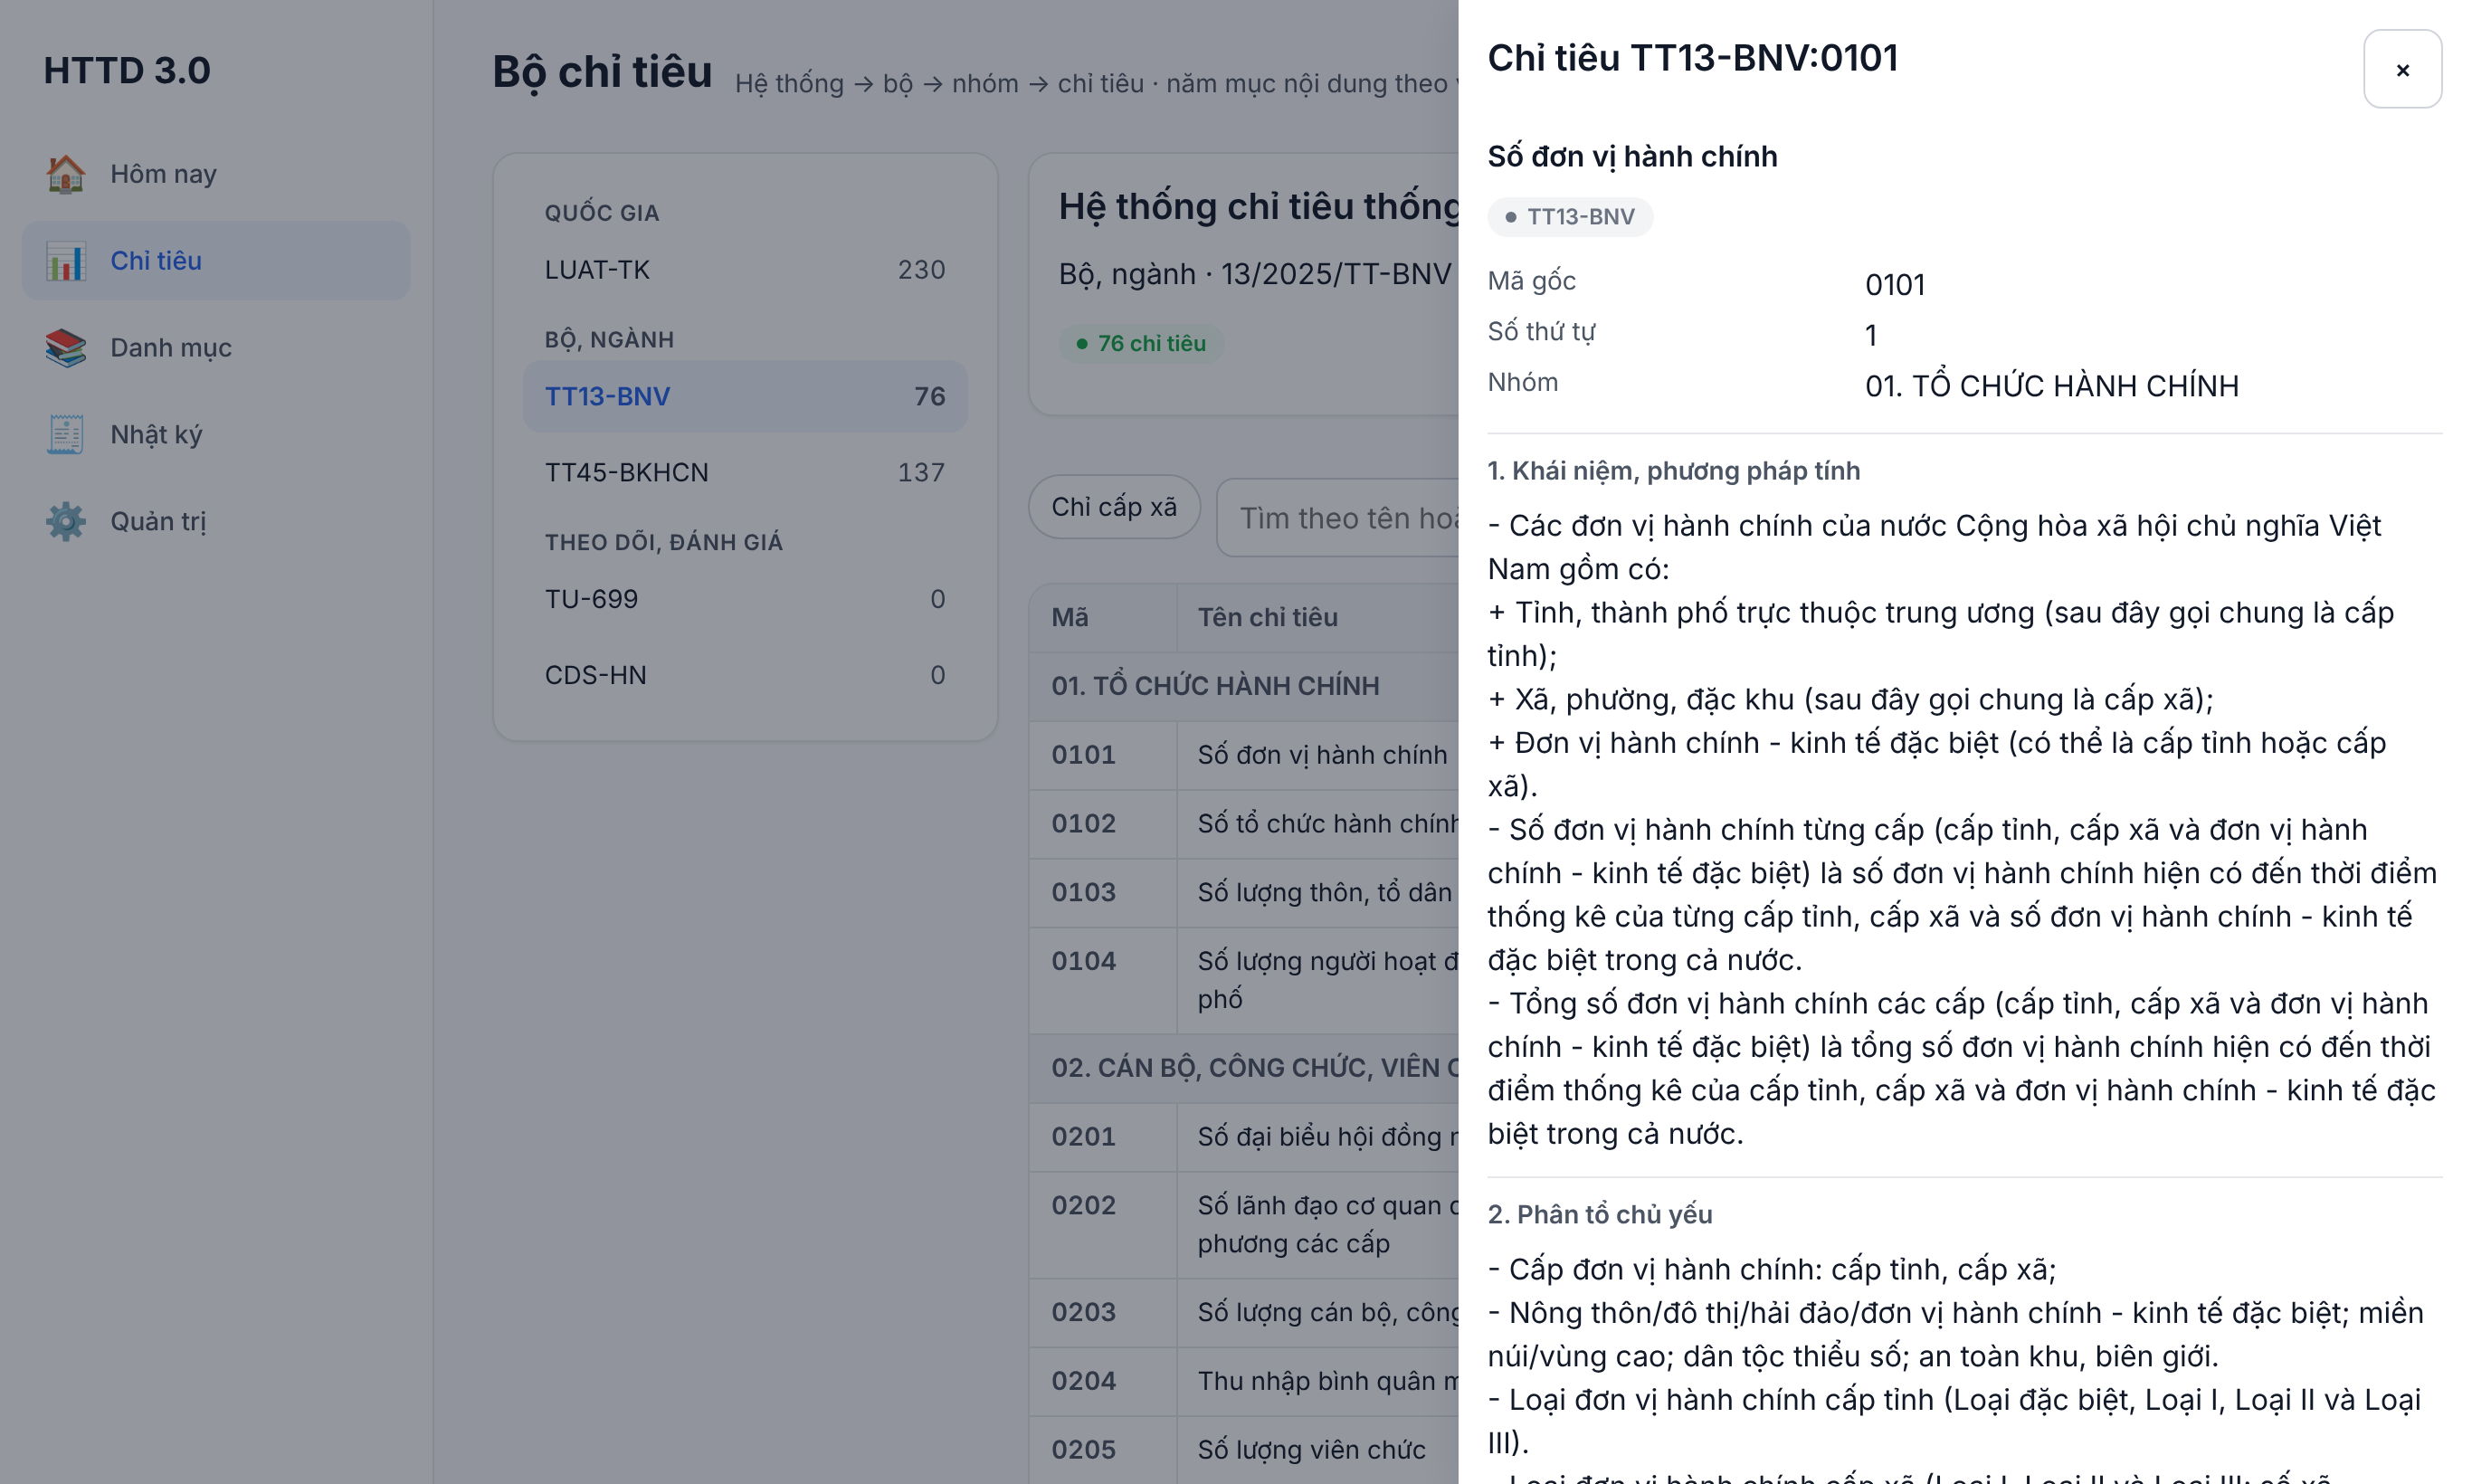 HTTD 3.0
Hôm nay
Chỉ tiêu
Danh mục
Nhật ký
Quản trị
Bộ chỉ tiêu
Hệ thống → bộ → nhóm → chỉ tiêu · năm mục nội dung theo
QUỐC GIA
LUAT-TK 230
BỘ, NGÀNH
TT13-BNV 76
TT45-BKHCN 137
THEO DÕI, ĐÁNH GIÁ
TU-699 0
CDS-HN 0
Hệ thống chỉ tiêu thống
Bộ, ngành · 13/2025/TT-BNV
76 chỉ tiêu
Chỉ cấp xã
Tìm theo tên
Mã Tên chỉ tiêu
01. TỔ CHỨC HÀNH CHÍNH
0101 Số đơn vị hành chính
0102 Số tổ chức hành chính
0103 Số lượng thôn, tổ dân
0104 Số lượng người hoạt
phố
02. CÁN BỘ, CÔNG CHỨC, VIÊN
0201 Số đại biểu hội đồng
0202 Số lãnh đạo cơ quan
phương các cấp
0203 Số lượng cán bộ, công
0204 Thu nhập bình quân
0205 Số lượng viên chức
Chỉ tiêu TT13-BNV:0101
×
Số đơn vị hành chính
TT13-BNV
Mã gốc 0101
Số thứ tự 1
Nhóm 01. TỔ CHỨC HÀNH CHÍNH
1. Khái niệm, phương pháp tính
- Các đơn vị hành chính của nước Cộng hòa xã hội chủ nghĩa Việt
Nam gồm có:
+ Tỉnh, thành phố trực thuộc trung ương (sau đây gọi chung là cấp
tỉnh);
+ Xã, phường, đặc khu (sau đây gọi chung là cấp xã);
+ Đơn vị hành chính - kinh tế đặc biệt (có thể là cấp tỉnh hoặc cấp
xã).
- Số đơn vị hành chính từng cấp (cấp tỉnh, cấp xã và đơn vị hành
chính - kinh tế đặc biệt) là số đơn vị hành chính hiện có đến thời điểm
thống kê của từng cấp tỉnh, cấp xã và số đơn vị hành chính - kinh tế
đặc biệt trong cả nước.
- Tổng số đơn vị hành chính các cấp (cấp tỉnh, cấp xã và đơn vị hành
chính - kinh tế đặc biệt) là tổng số đơn vị hành chính hiện có đến thời
điểm thống kê của cấp tỉnh, cấp xã và đơn vị hành chính - kinh tế đặc
biệt trong cả nước.
2. Phân tổ chủ yếu
- Cấp đơn vị hành chính: cấp tỉnh, cấp xã;
- Nông thôn/đô thị/hải đảo/đơn vị hành chính - kinh tế đặc biệt; miền
núi/vùng cao; dân tộc thiểu số; an toàn khu, biên giới.
- Loại đơn vị hành chính cấp tỉnh (Loại đặc biệt, Loại I, Loại II và Loại
III).